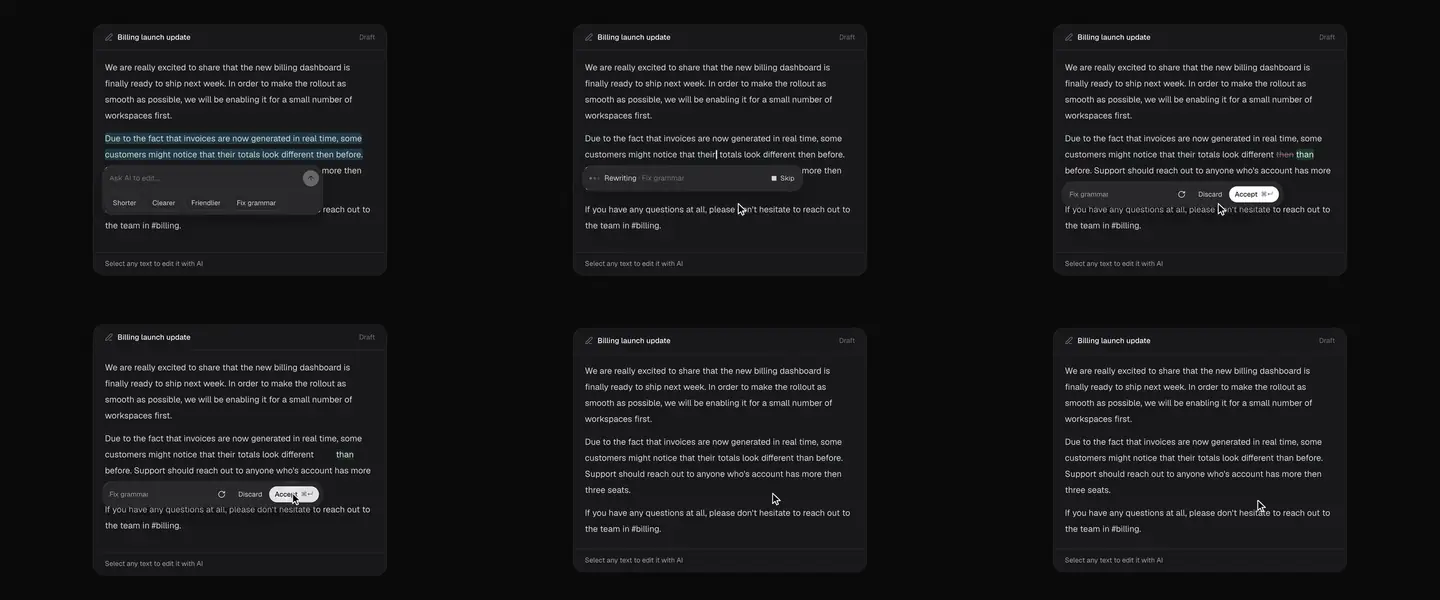 Billing launch update Draft
We are really excited to share that the new billing dashboard is
finally ready to ship next week. In order to make the rollout as
smooth as possible, we will be enabling it for a small number of
workspaces first.
Due to the fact that invoices are now generated in real time, some
customers might notice that their totals look different then before.
more then
Ask AI to edit...
Shorter Clearer Friendlier Fix grammar
reach out to
the team in #billing.
Select any text to edit it with AI
Billing launch update Draft
We are really excited to share that the new billing dashboard is
finally ready to ship next week. In order to make the rollout as
smooth as possible, we will be enabling it for a small number of
workspaces first.
Due to the fact that invoices are now generated in real time, some
customers might notice that their totals look different then before.
more then
Rewriting · Fix grammar Skip
If you have any questions at all, please don't hesitate to reach out to
the team in #billing.
Select any text to edit it with AI
Billing launch update Draft
We are really excited to share that the new billing dashboard is
finally ready to ship next week. In order to make the rollout as
smooth as possible, we will be enabling it for a small number of
workspaces first.
Due to the fact that invoices are now generated in real time, some
customers might notice that their totals look different then than
before. Support should reach out to anyone who's account has more
Fix grammar Discard Accept ⌘↵
If you have any questions at all, please don't hesitate to reach out to
the team in #billing.
Select any text to edit it with AI
Billing launch update Draft
We are really excited to share that the new billing dashboard is
finally ready to ship next week. In order to make the rollout as
smooth as possible, we will be enabling it for a small number of
workspaces first.
Due to the fact that invoices are now generated in real time, some
customers might notice that their totals look different than
before. Support should reach out to anyone who's account has more
Fix grammar Discard Accept ⌘↵
If you have any questions at all, please don't hesitate to reach out to
the team in #billing.
Select any text to edit it with AI
Billing launch update Draft
We are really excited to share that the new billing dashboard is
finally ready to ship next week. In order to make the rollout as
smooth as possible, we will be enabling it for a small number of
workspaces first.
Due to the fact that invoices are now generated in real time, some
customers might notice that their totals look different than before.
Support should reach out to anyone who's account has more then
three seats.
If you have any questions at all, please don't hesitate to reach out to
the team in #billing.
Select any text to edit it with AI
Billing launch update Draft
We are really excited to share that the new billing dashboard is
finally ready to ship next week. In order to make the rollout as
smooth as possible, we will be enabling it for a small number of
workspaces first.
Due to the fact that invoices are now generated in real time, some
customers might notice that their totals look different than before.
Support should reach out to anyone who's account has more then
three seats.
If you have any questions at all, please don't hesitate to reach out to
the team in #billing.
Select any text to edit it with AI